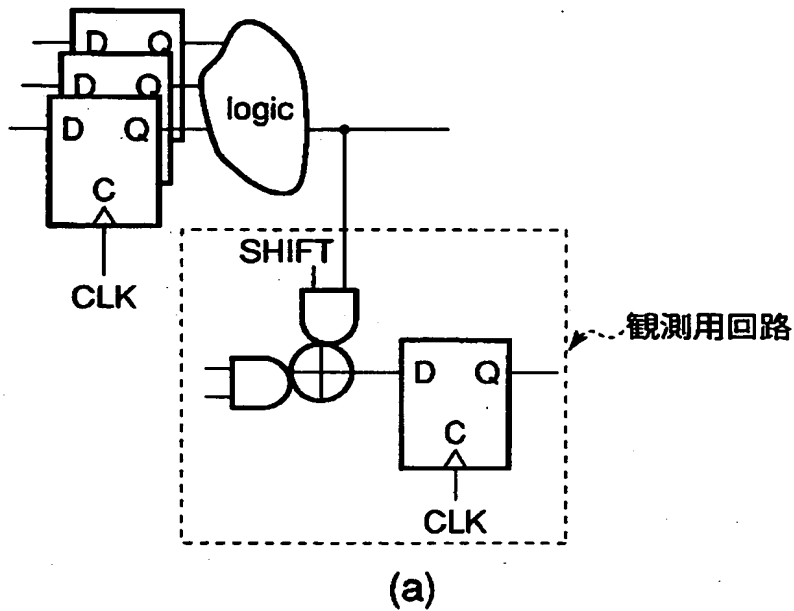 D Q
D Q
D Q
C
CLK
logic
SHIFT
観測用回路
D Q
C
CLK
(a)